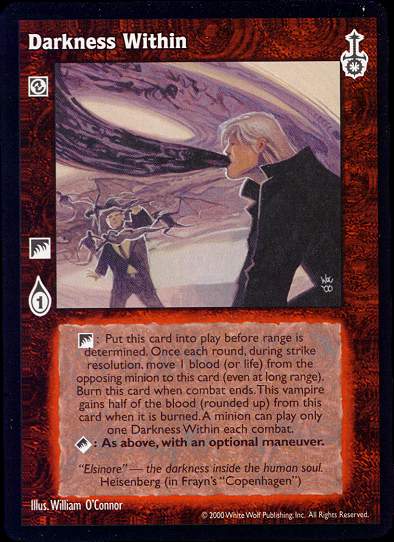 Darkness Within
W₀C
'00
1
: Put this card into play before range is
determined. Once each round, during strike
resolution, move 1 blood (or life) from the
opposing minion to this card (even at long range).
Burn this card when combat ends. This vampire
gains half of the blood (rounded up) from this
card when it is burned. A minion can play only
one Darkness Within each combat.
: As above, with an optional maneuver.
"Elsinore" — the darkness inside the human soul.
Heisenberg (in Frayn's "Copenhagen")
Illus. William O'Connor
© 2000 White Wolf Publishing, Inc. All Rights Reserved.